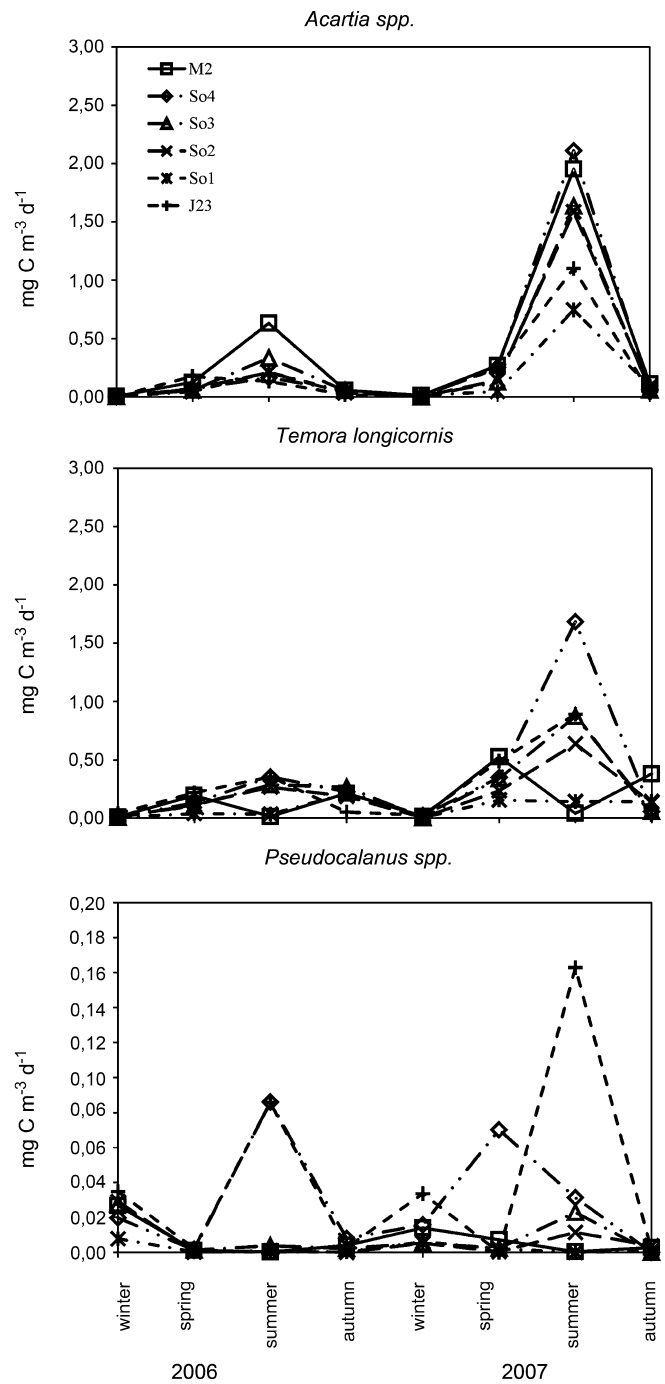 Acartia spp.
3,00
2,50
2,00
1,50
1,00
0,50
0,00
mg C m-3 d-1
M2
So4
So3
So2
So1
J23
Temora longicornis
3,00
2,50
2,00
1,50
1,00
0,50
0,00
mg C m-3 d-1
Pseudocalanus spp.
0,20
0,18
0,16
0,14
0,12
0,10
0,06
0,06
0,04
0,02
0,00
mg C m-3 d-1
winter
spring
summer
autumn
winter
spring
summer
autumn
2006
2007